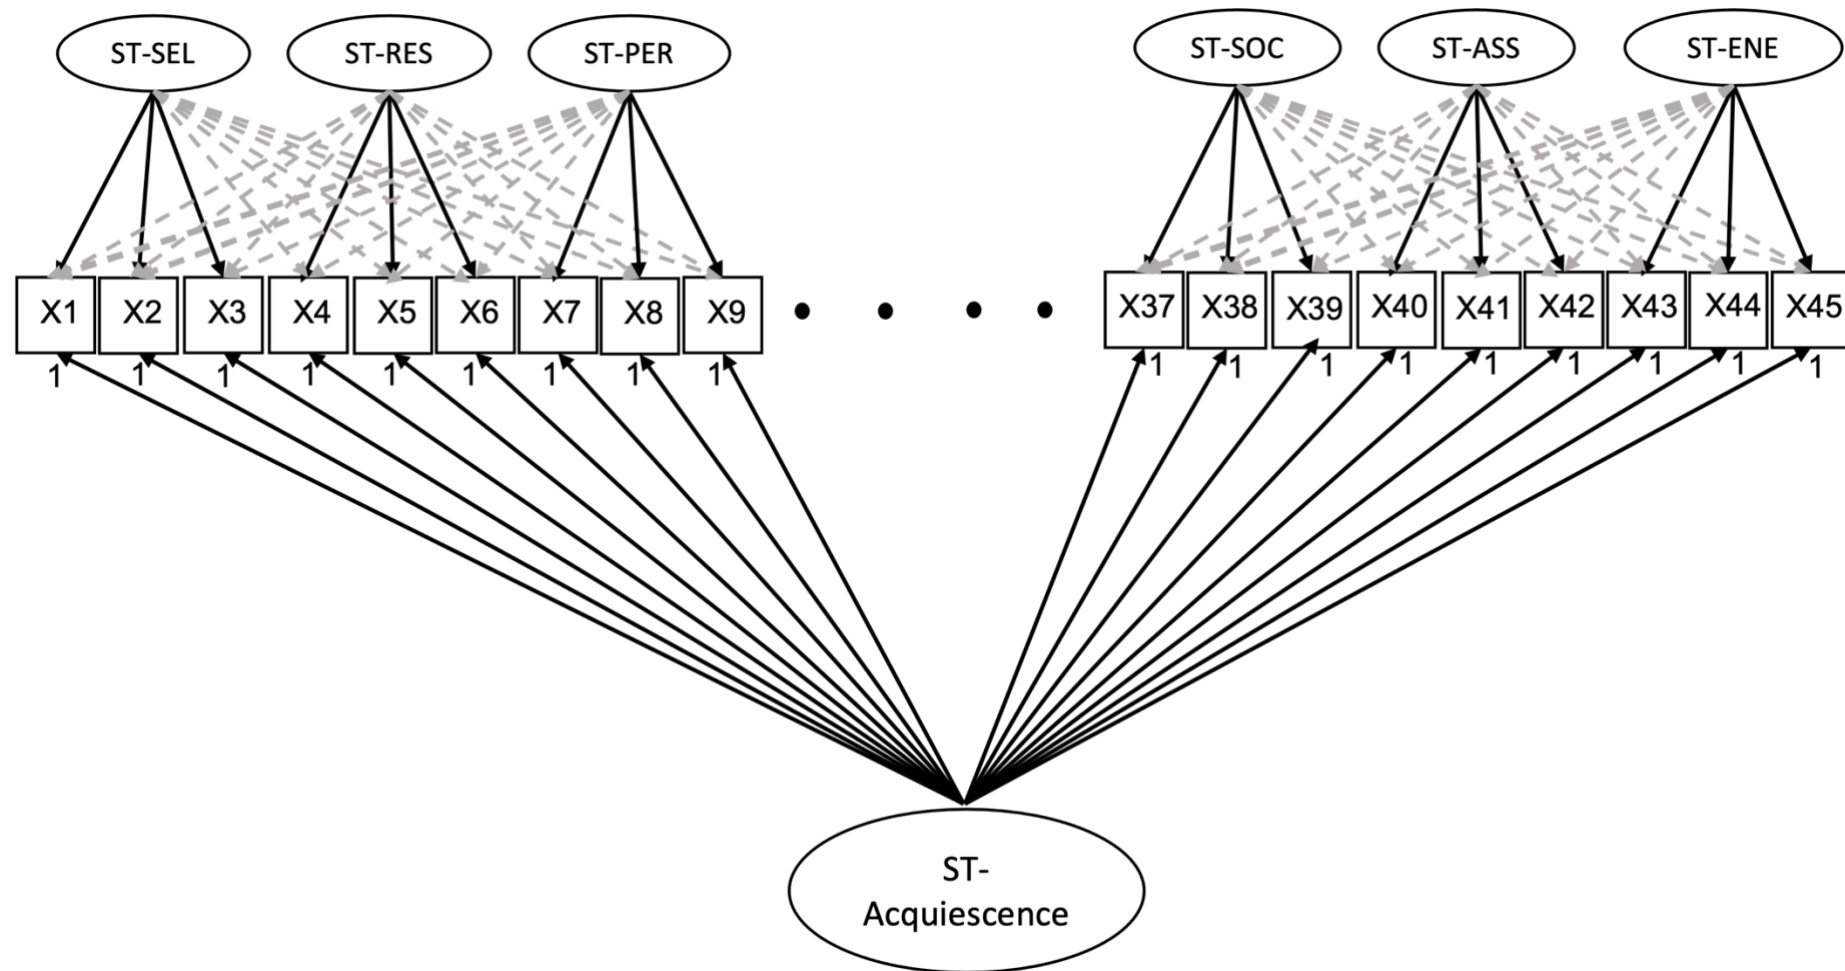 ST-SEL ST-RES ST-PER ST-SOC ST-ASS ST-ENE
X1 X2 X3 X4 X5 X6 X7 X8 X9 X37 X38 X39 X40 X41 X42 X43 X44 X45
1 1 1 1 1 1 1 1 1 1 1 1 1 1 1 1 1 1
ST-
Acquiescence